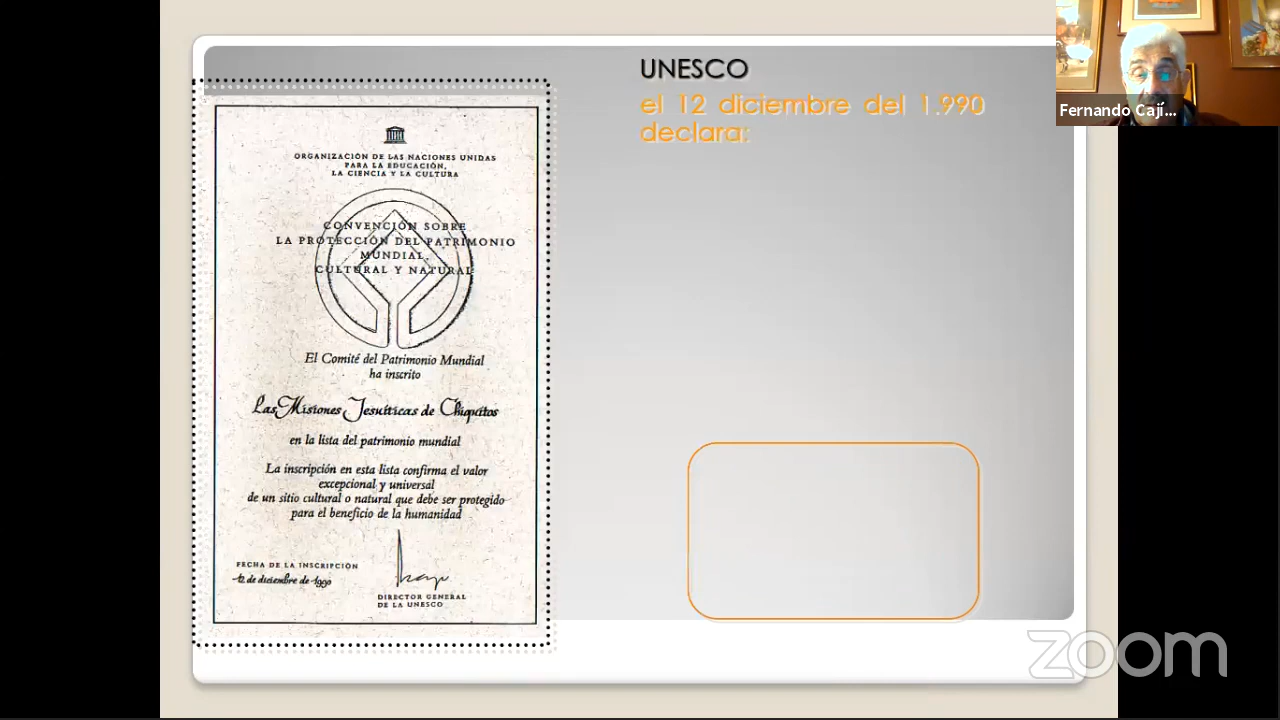 UNESCO
el 12 diciembre del 1.990
declara:
ORGANIZACIÓN DE LAS NACIONES UNIDAS
PARA LA EDUCACIÓN,
LA CIENCIA Y LA CULTURA
CONVENCIÓN SOBRE
LA PROTECCIÓN DEL PATRIMONIO
MUNDIAL,
CULTURAL Y NATURAL
El Comité del Patrimonio Mundial
ha inscrito
Las Misiones Jesuíticas de Chiquitos
en la lista del patrimonio mundial
La inscripción en esta lista confirma el valor
excepcional y universal
de un sitio cultural o natural que debe ser protegido
para el beneficio de la humanidad
FECHA DE LA INSCRIPCIÓN
12 de diciembre de 1990
DIRECTOR GENERAL
DE LA UNESCO
Fernando Cají...
zoom